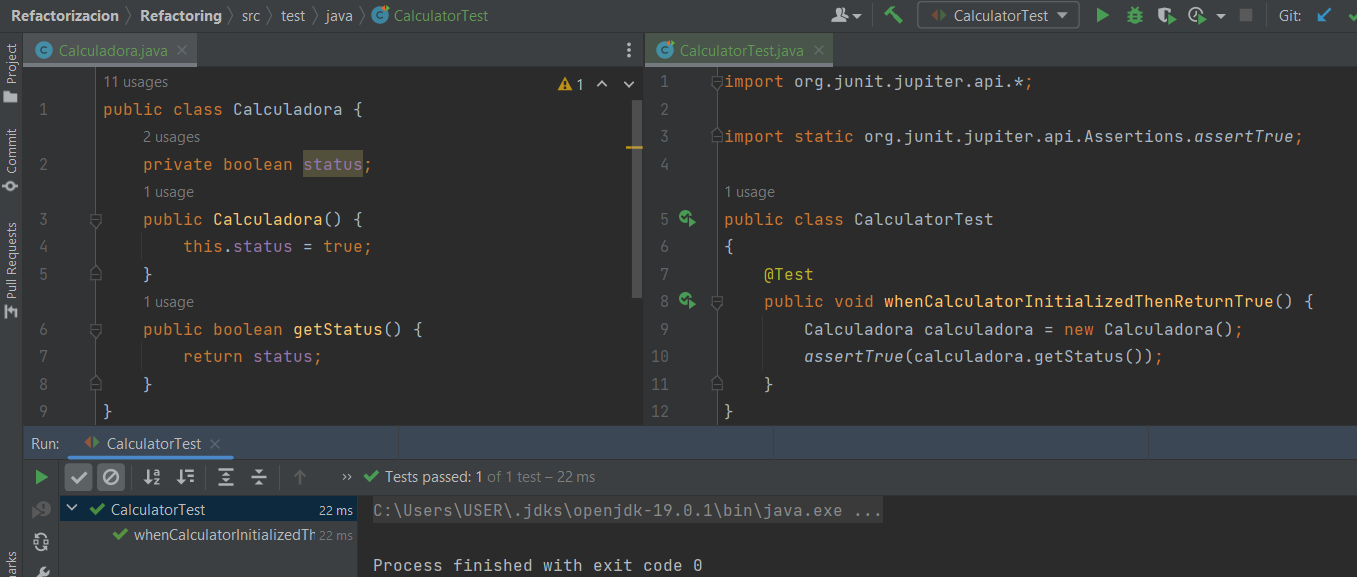 Refactorizacion Refactoring src test java CalculatorTest CalculatorTest Git:
Project
Commit
Pull Requests
Calculadora.java
11 usages 1
1 public class Calculadora {
2 usages
2 private boolean status;
1 usage
3 public Calculadora() {
4 this.status = true;
5 }
1 usage
6 public boolean getStatus() {
7 return status;
8 }
9 }
CalculatorTest.java
1 import org.junit.jupiter.api.*;
2
3 import static org.junit.jupiter.api.Assertions.assertTrue;
4
1 usage
5 public class CalculatorTest
6 {
7 @Test
8 public void whenCalculatorInitializedThenReturnTrue() {
9 Calculadora calculadora = new Calculadora();
10 assertTrue(calculadora.getStatus());
11 }
12 }
Run: CalculatorTest
Tests passed: 1 of 1 test – 22 ms
CalculatorTest 22 ms
whenCalculatorInitializedTh 22 ms
C:\Users\USER\.jdks\openjdk-19.0.1\bin\java.exe ...
Process finished with exit code 0